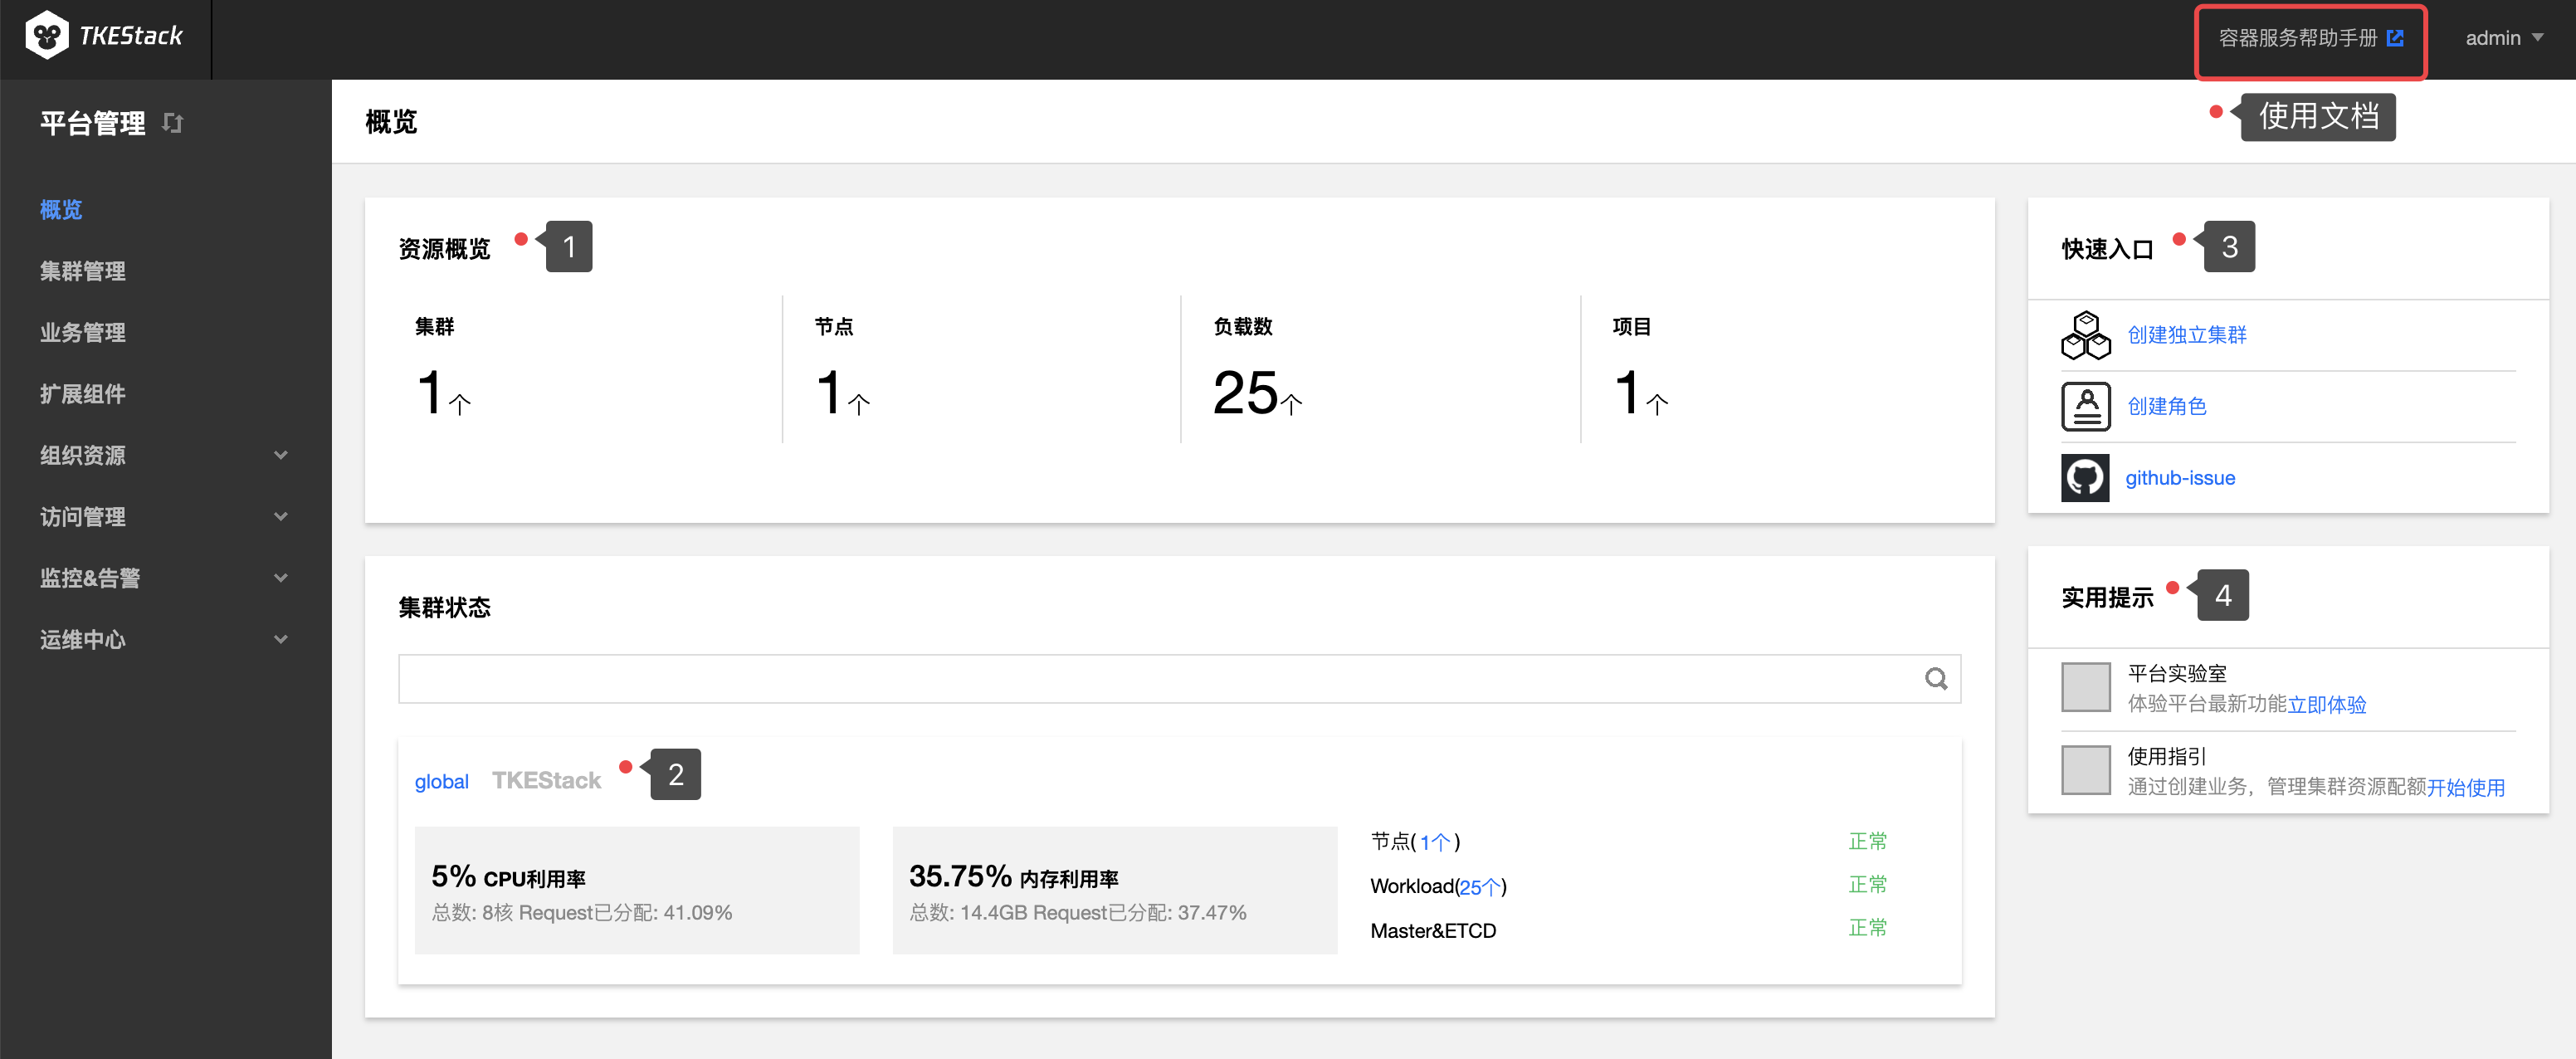 TKEStack
容器服务帮助手册
admin
使用文档
平台管理
概览
集群管理
业务管理
扩展组件
组织资源
访问管理
监控&告警
运维中心
概览
资源概览
1
集群
1个
节点
1个
负载数
25个
项目
1个
集群状态
global TKEStack
2
5% CPU利用率
总数: 8核 Request已分配: 41.09%
35.75% 内存利用率
总数: 14.4GB Request已分配: 37.47%
节点(1个) 正常
Workload(25个) 正常
Master&ETCD 正常
快速入口
3
创建独立集群
创建角色
github-issue
实用提示
4
平台实验室
体验平台最新功能立即体验
使用指引
通过创建业务，管理集群资源配额开始使用